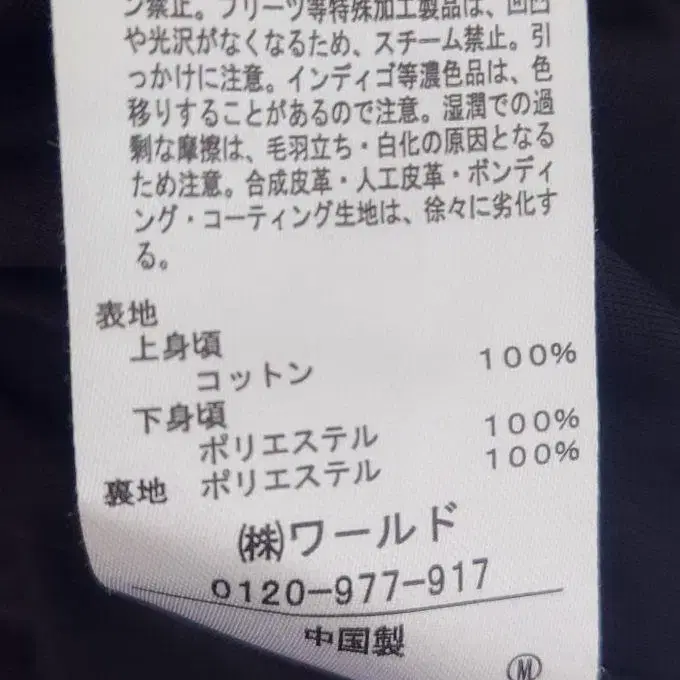 ン禁止。プリーツ等特殊加工製品は、凹凸
や光沢がなくなるため、スチーム禁止。引
っかけに注意。インディゴ等濃色品は、色
移りすることがあるので注意。湿潤での過
剰な摩擦は、毛羽立ち・白化の原因となる
ため注意。合成皮革・人工皮革・ボンディ
ング・コーティング生地は、徐々に劣化す
る。
表地
上身頃
コットン 100%
下身頃
ポリエステル 100%
裏地 ポリエステル 100%
㈱ワールド
0120-977-917
中国製
Ⓜ